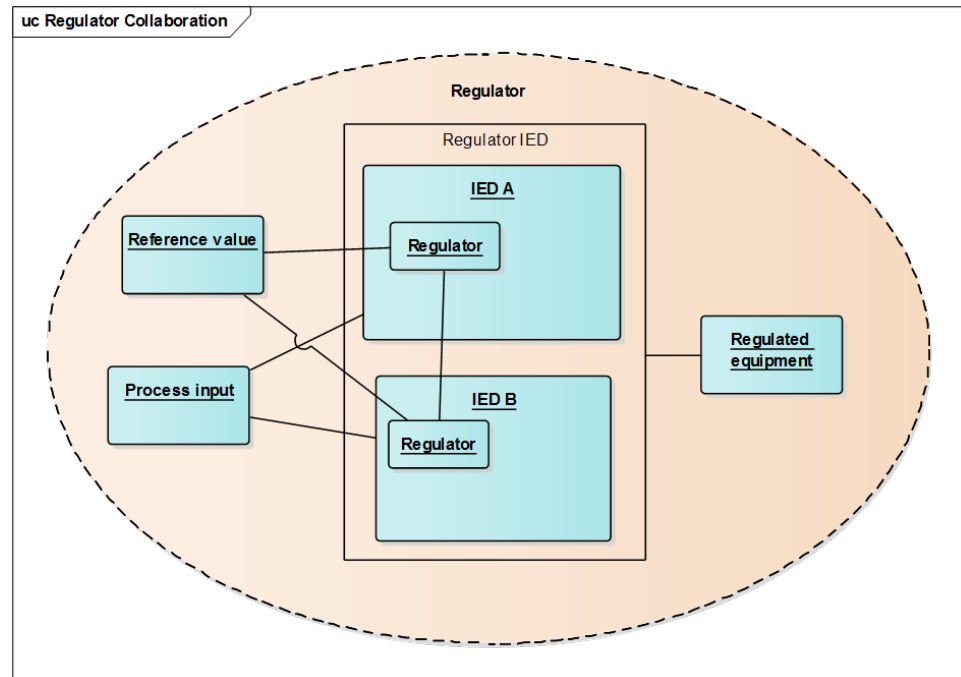 uc Regulator Collaboration
Regulator
Regulator IED
IED A
Reference value
Regulator
Regulated
equipment
Process input
IED B
Regulator